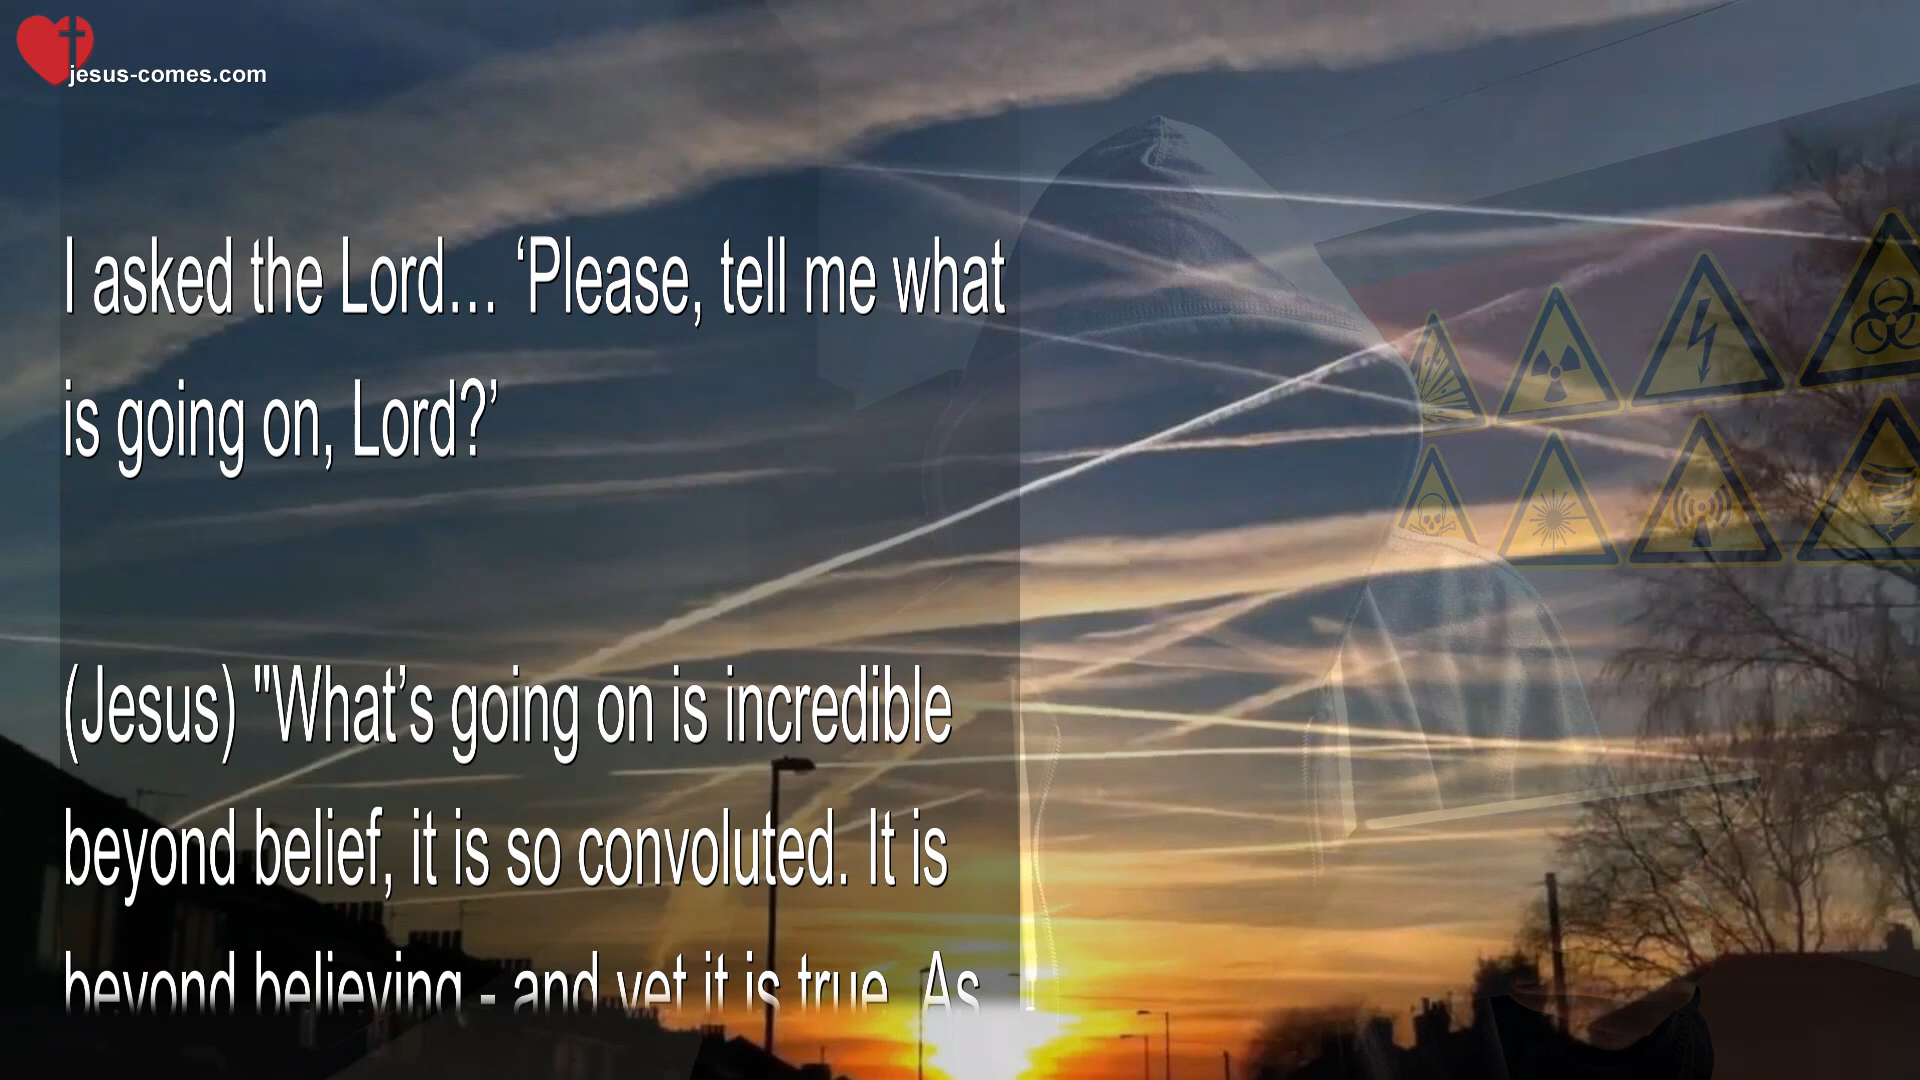 jesus-comes.com
I asked the Lord… ‘Please, tell me what
is going on, Lord?’
(Jesus) "What’s going on is incredible
beyond belief, it is so convoluted. It is
beyond believing - and yet it is true. As